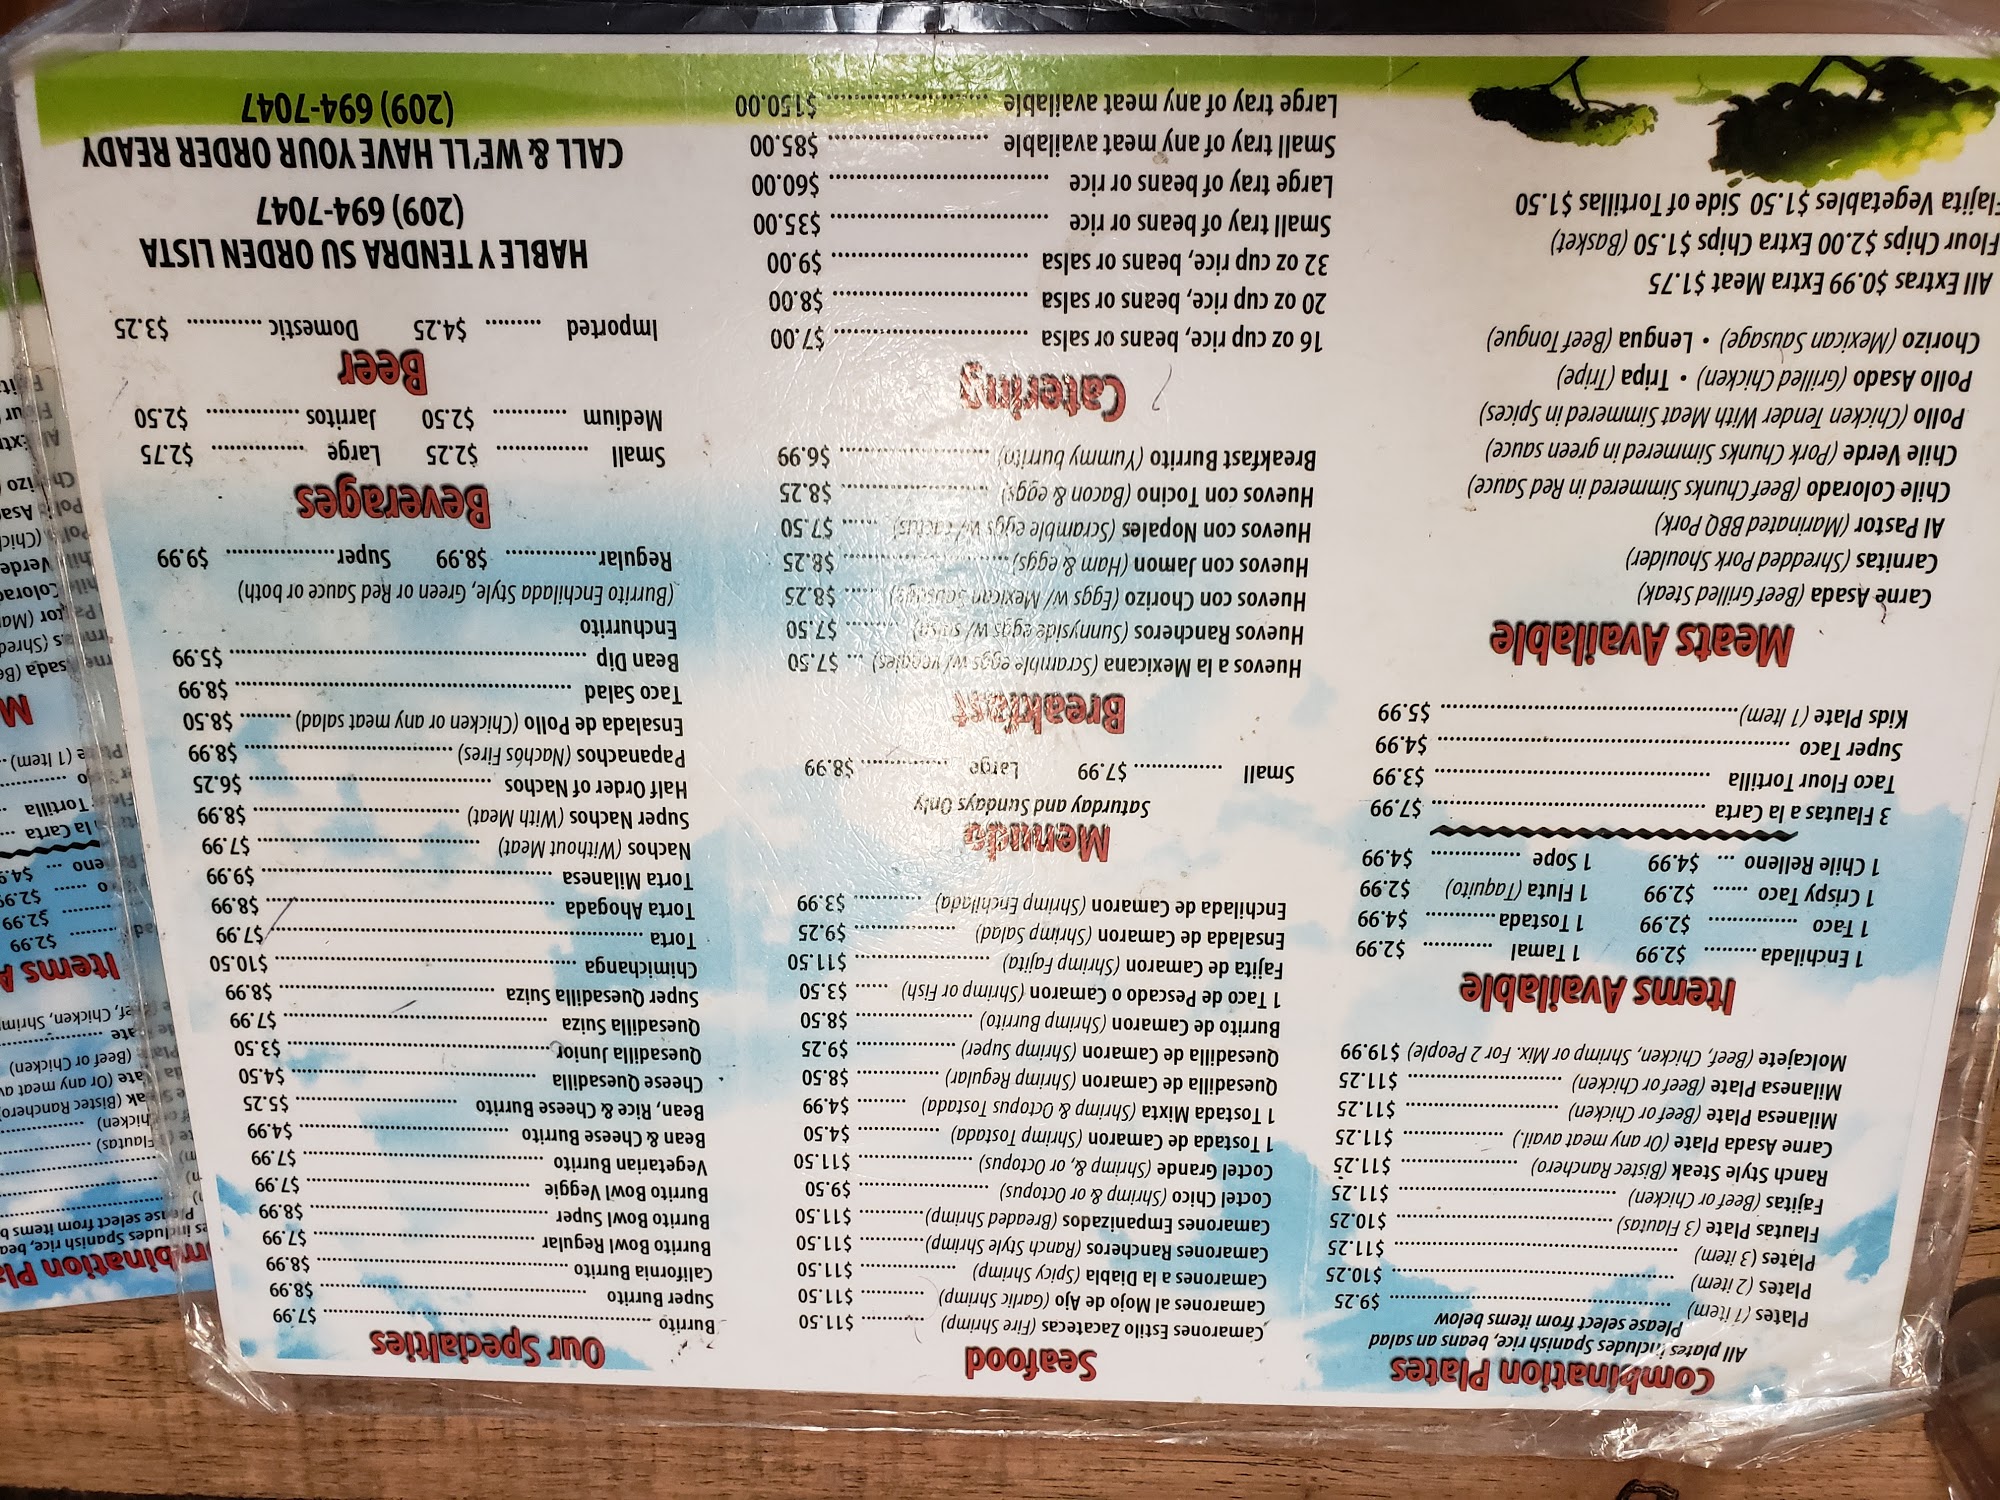 Combination Plates
All plates includes Spanish rice, beans an salad
Please select from items below
Plates (1 item) $9.25
Plates (2 item) $10.25
Plates (3 item) $11.25
Flautas Plate (3 Flautas) $10.25
Fajitas (Beef or Chicken) $11.25
Ranch Style Steak (Bistec Ranchero) $11.25
Carne Asada Plate (Or any meat avail.) $11.25
Milanesa Plate (Beef or Chicken) $11.25
Milanesa Plate (Beef or Chicken) $11.25
Molcajete (Beef, Chicken, Shrimp or Mix. For 2 People) $19.99
Items Available
1 Enchilada $2.99 1 Tamal $2.99
1 Taco $2.99 1 Tostada $4.99
1 Crispy Taco $2.99 1 Fluta (Taquito) $2.99
1 Chile Relleno $4.99 1 Sope $4.99
3 Flautas a la Carta $7.99
Taco Flour Tortilla $3.99
Super Taco $4.99
Kids Plate (1 Item) $5.99
Meats Available
Carne Asada (Beef Grilled Steak)
Carnitas (Shredded Pork Shoulder)
Al Pastor (Marinated BBQ Pork)
Chile Colorado (Beef Chunks Simmered in Red Sauce)
Chile Verde (Pork Chunks Simmered in green sauce)
Pollo (Chicken Tender With Meat Simmered in Spices)
Pollo Asado (Grilled Chicken) • Tripa (Tripe)
Chorizo (Mexican Sausage) • Lengua (Beef Tongue)
All Extras $0.99 Extra Meat $1.75
Flour Chips $2.00 Extra Chips $1.50 (Basket)
Fajita Vegetables $1.50 Side of Tortillas $1.50
Seafood
Camarones Estilo Zacatecas (Fire Shrimp) $11.50
Camarones al Mojo de Ajo (Garlic Shrimp) $11.50
Camarones a la Diabla (Spicy Shrimp) $11.50
Camarones Rancheros (Ranch Style Shrimp) $11.50
Camarones Empanizados (Breaded Shrimp) $11.50
Coctel Chico (Shrimp & or Octopus) $9.50
Coctel Grande (Shrimp &, or Octopus) $11.50
1 Tostada de Camaron (Shrimp Tostada) $4.50
1 Tostada Mixta (Shrimp & Octopus Tostada) $4.99
Quesadilla de Camaron (Shrimp Regular) $8.50
Quesadilla de Camaron (Shrimp Super) $9.25
Burrito de Camaron (Shrimp Burrito) $8.50
1 Taco de Pescado o Camaron (Shrimp or Fish) $3.50
Fajita de Camaron (Shrimp Fajita) $11.50
Ensalada de Camaron (Shrimp Salad) $9.25
Enchilada de Camaron (Shrimp Enchilada) $3.99
Menudo
Saturday and Sundays Only
Small $7.99 Large $8.99
Breakfast
Huevos a la Mexicana (Scramble eggs w/ veggies) $7.50
Huevos Rancheros (Sunnyside eggs w/ salsa) $7.50
Huevos con Chorizo (Eggs w/ Mexican Sausage) $8.25
Huevos con Jamon (Ham & eggs) $8.25
Huevos con Nopales (Scramble eggs w/ cactus) $7.50
Huevos con Tocino (Bacon & eggs) $8.25
Breakfast Burrito (Yummy burrito) $6.99
Catering
16 oz cup rice, beans or salsa $7.00
20 oz cup rice, beans or salsa $8.00
32 oz cup rice, beans or salsa $9.00
Small tray of beans or rice $35.00
Large tray of beans or rice $60.00
Small tray of any meat available $85.00
Large tray of any meat available $150.00
Our Specialties
Burrito $7.99
Super Burrito $8.99
California Burrito $8.99
Burrito Bowl Regular $7.99
Burrito Bowl Super $8.99
Burrito Bowl Veggie $7.99
Vegetarian Burrito $7.99
Bean & Cheese Burrito $4.99
Bean, Rice & Cheese Burrito $5.25
Cheese Quesadilla $4.50
Quesadilla Junior $3.50
Quesadilla Suiza $7.99
Super Quesadilla Suiza $8.99
Chimichanga $10.50
Torta $7.99
Torta Ahogada $8.99
Torta Milanesa $9.99
Nachos (Without Meat) $7.99
Super Nachos (With Meat) $8.99
Half Order of Nachos $6.25
Papanachos (Nachos Fires) $8.99
Ensalada de Pollo (Chicken or any meat salad) $8.50
Taco Salad $8.99
Bean Dip $5.99
Enchurrito
(Burrito Enchilada Style, Green or Red Sauce or both)
Regular $8.99 Super $9.99
Beverages
Small $2.25 Large $2.75
Medium $2.50 Jarritos $2.50
Beer
Imported $4.25 Domestic $3.25
HABLE Y TENDRA SU ORDEN LISTA
(209) 694-7047
CALL & WE'LL HAVE YOUR ORDER READY
(209) 694-7047